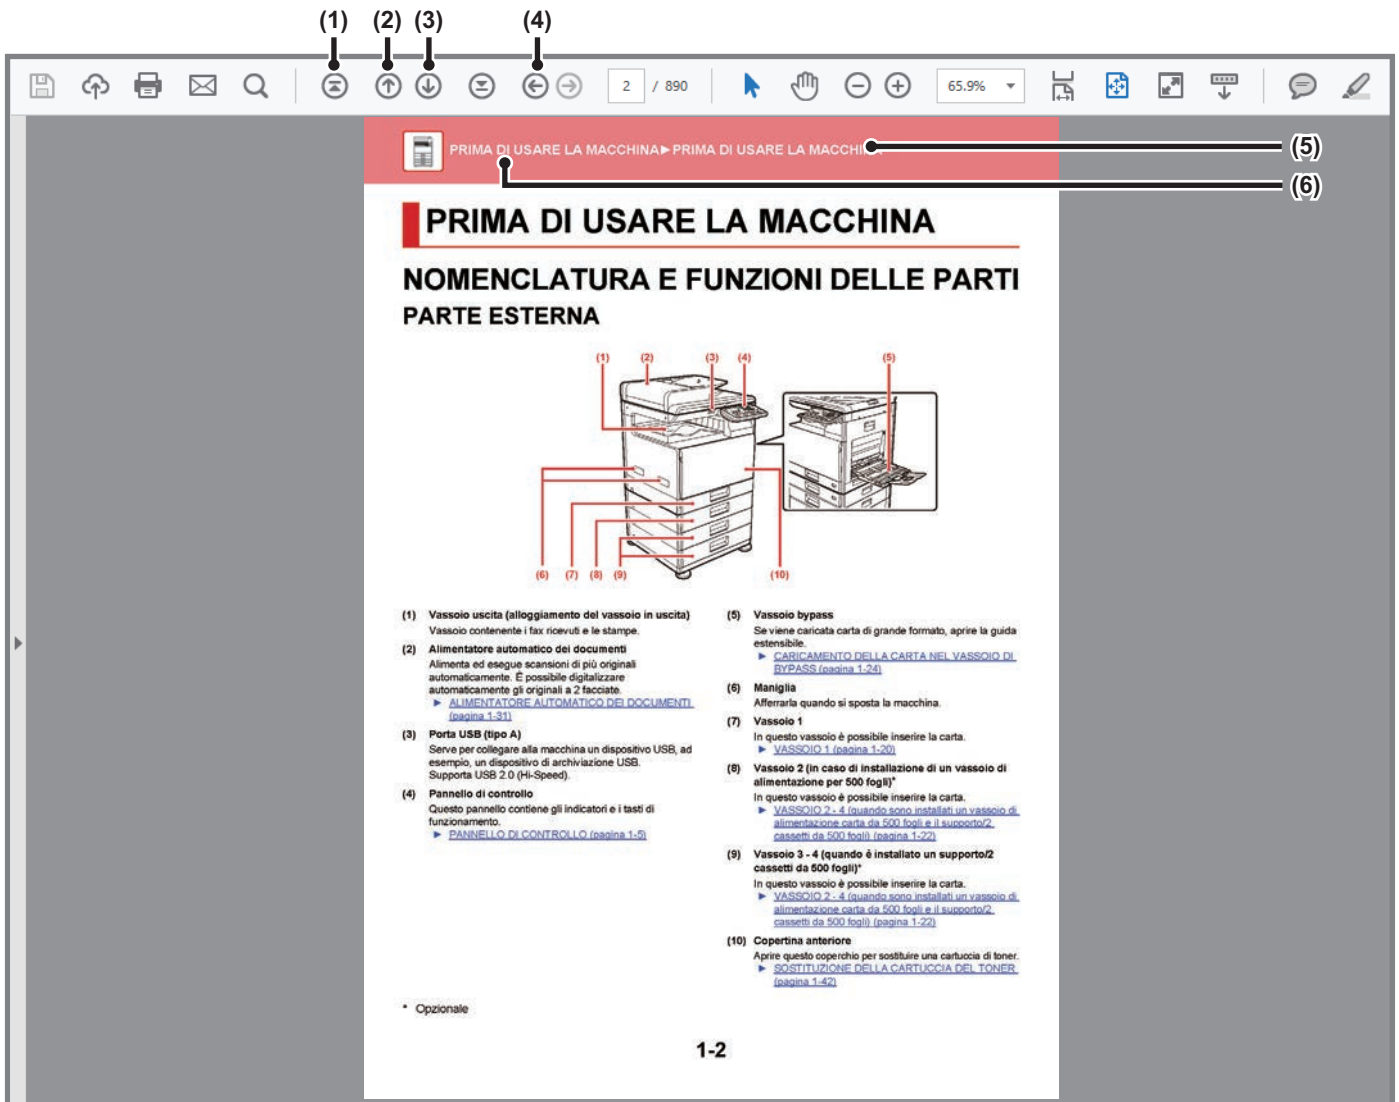 (1) (2) (3) (4)
2 / 890 65.9%
PRIMA DI USARE LA MACCHINA►PRIMA DI USARE LA MACCHINA
(5)
(6)
PRIMA DI USARE LA MACCHINA
NOMENCLATURA E FUNZIONI DELLE PARTI
PARTE ESTERNA
(1) (2) (3) (4) (5)
(6) (7) (8) (9) (10)
(1) Vassoio uscita (alloggiamento del vassoio in uscita)
Vassoio contenente i fax ricevuti e le stampe.
(2) Alimentatore automatico dei documenti
Alimenta ed esegue scansioni di più originali
automaticamente. È possibile digitalizzare
automaticamente gli originali a 2 facciate.
► ALIMENTATORE AUTOMATICO DEI DOCUMENTI
(pagina 1-31)
(3) Porta USB (tipo A)
Serve per collegare alla macchina un dispositivo USB, ad
esempio, un dispositivo di archiviazione USB.
Supporta USB 2.0 (Hi-Speed).
(4) Pannello di controllo
Questo pannello contiene gli indicatori e i tasti di
funzionamento.
► PANNELLO DI CONTROLLO (pagina 1-5)
(5) Vassoio bypass
Se viene caricata carta di grande formato, aprire la guida
estensibile.
► CARICAMENTO DELLA CARTA NEL VASSOIO DI
BYPASS (pagina 1-24)
(6) Maniglia
Afferrarla quando si sposta la macchina.
(7) Vassoio 1
In questo vassoio è possibile inserire la carta.
► VASSOIO 1 (pagina 1-20)
(8) Vassoio 2 (in caso di installazione di un vassoio di
alimentazione per 500 fogli)*
In questo vassoio è possibile inserire la carta.
► VASSOIO 2 - 4 (quando sono installati un vassoio di
alimentazione carta da 500 fogli e il supporto/2
cassetti da 500 fogli) (pagina 1-22)
(9) Vassoio 3 - 4 (quando è installato un supporto/2
cassetti da 500 fogli)*
In questo vassoio è possibile inserire la carta.
► VASSOIO 2 - 4 (quando sono installati un vassoio di
alimentazione carta da 500 fogli e il supporto/2
cassetti da 500 fogli) (pagina 1-22)
(10) Copertina anteriore
Aprire questo coperchio per sostituire una cartuccia di toner.
► SOSTITUZIONE DELLA CARTUCCIA DEL TONER
(pagina 1-42)
* Opzionale
1-2